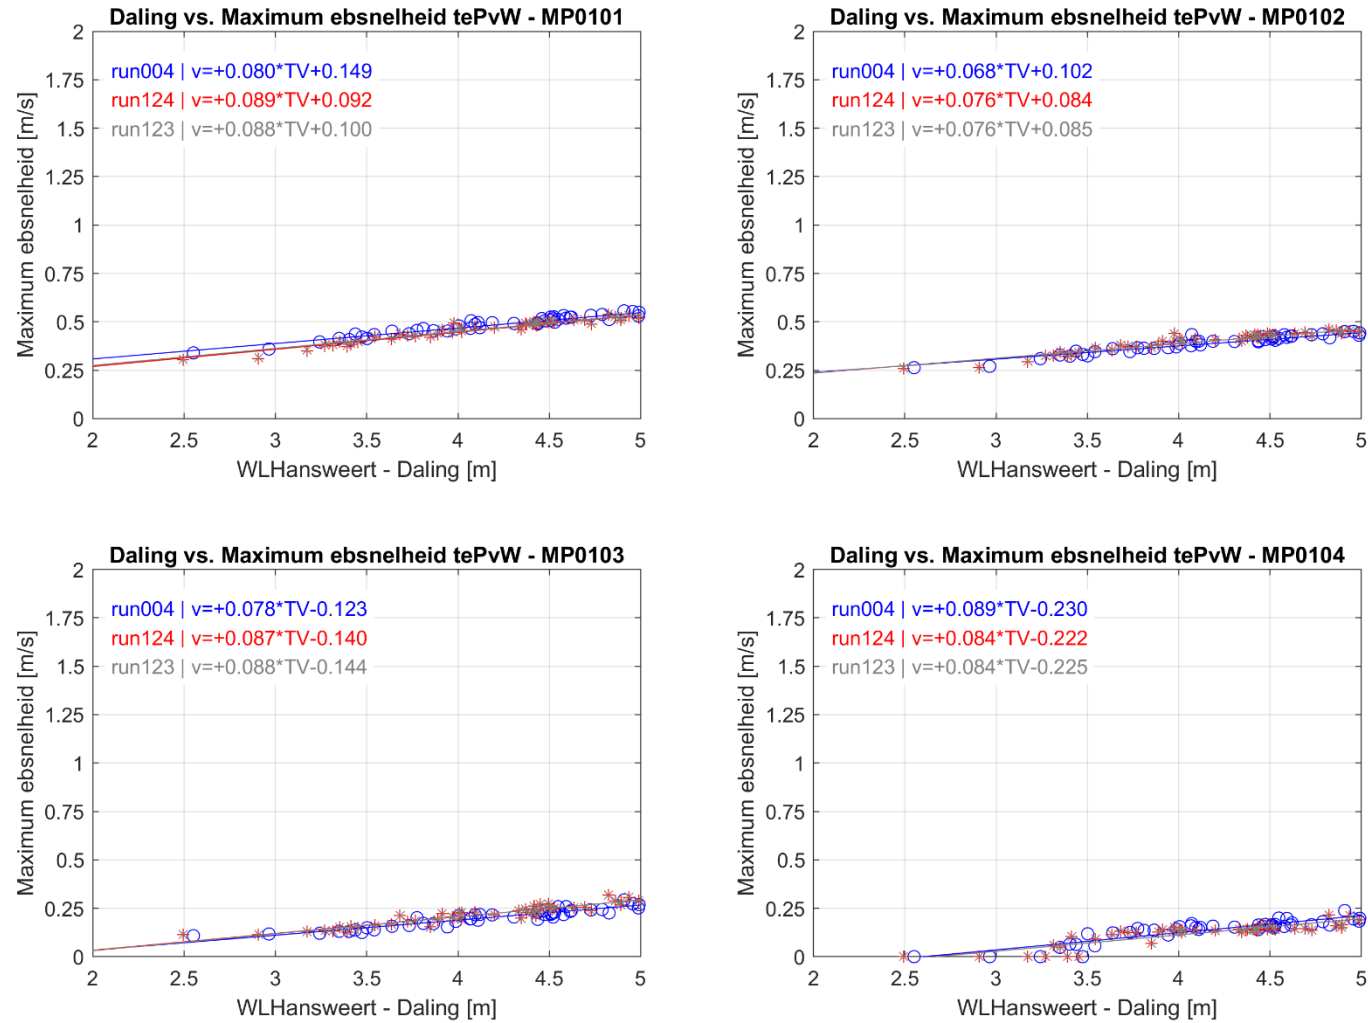 Daling vs. Maximum ebsnelheid tePvW - MP0101
run004 | v=+0.080*TV+0.149
run124 | v=+0.089*TV+0.092
run123 | v=+0.088*TV+0.100
Maximum ebsnelheid [m/s]
2
1.75
1.5
1.25
1
0.75
0.5
0.25
0
2 2.5 3 3.5 4 4.5 5
WLHansweert - Daling [m]
Daling vs. Maximum ebsnelheid tePvW - MP0102
run004 | v=+0.068*TV+0.102
run124 | v=+0.076*TV+0.084
run123 | v=+0.076*TV+0.085
Maximum ebsnelheid [m/s]
2
1.75
1.5
1.25
1
0.75
0.5
0.25
0
2 2.5 3 3.5 4 4.5 5
WLHansweert - Daling [m]
Daling vs. Maximum ebsnelheid tePvW - MP0103
run004 | v=+0.078*TV-0.123
run124 | v=+0.087*TV-0.140
run123 | v=+0.088*TV-0.144
Maximum ebsnelheid [m/s]
2
1.75
1.5
1.25
1
0.75
0.5
0.25
0
2 2.5 3 3.5 4 4.5 5
WLHansweert - Daling [m]
Daling vs. Maximum ebsnelheid tePvW - MP0104
run004 | v=+0.089*TV-0.230
run124 | v=+0.084*TV-0.222
run123 | v=+0.084*TV-0.225
Maximum ebsnelheid [m/s]
2
1.75
1.5
1.25
1
0.75
0.5
0.25
0
2 2.5 3 3.5 4 4.5 5
WLHansweert - Daling [m]